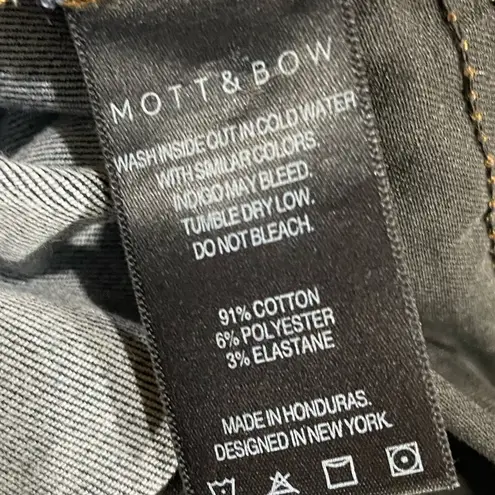 MOTT & BOW
WASH INSIDE OUT IN COLD WATER
WITH SIMILAR COLORS.
INDIGO MAY BLEED.
TUMBLE DRY LOW.
DO NOT BLEACH.
91% COTTON
6% POLYESTER
3% ELASTANE
MADE IN HONDURAS.
DESIGNED IN NEW YORK.